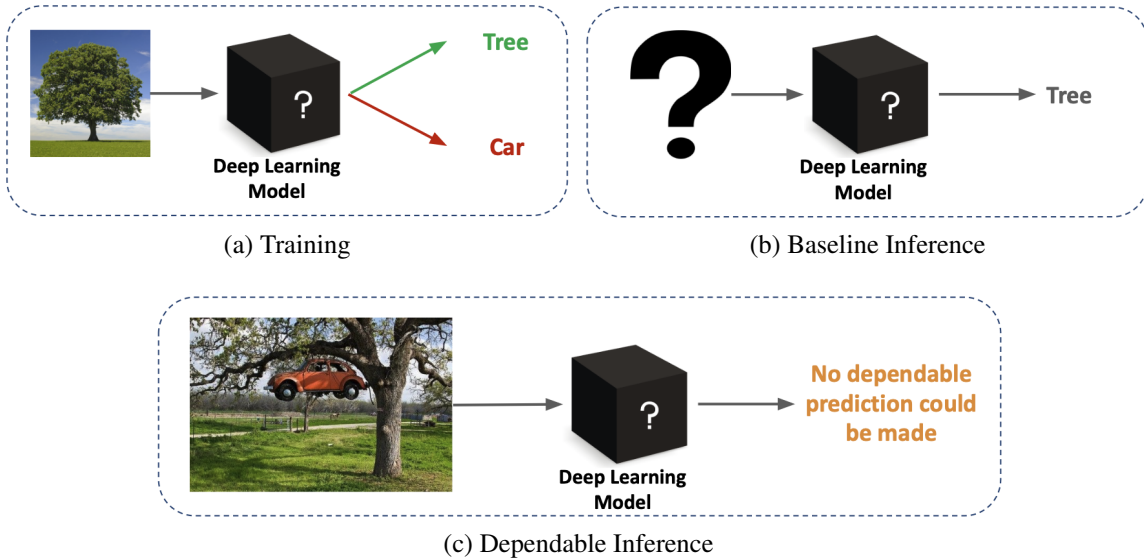 Tree
?
Car
Deep Learning
Model
(a) Training
?
?
Tree
Deep Learning
Model
(b) Baseline Inference
?
No dependable
prediction could
be made
Deep Learning
Model
(c) Dependable Inference